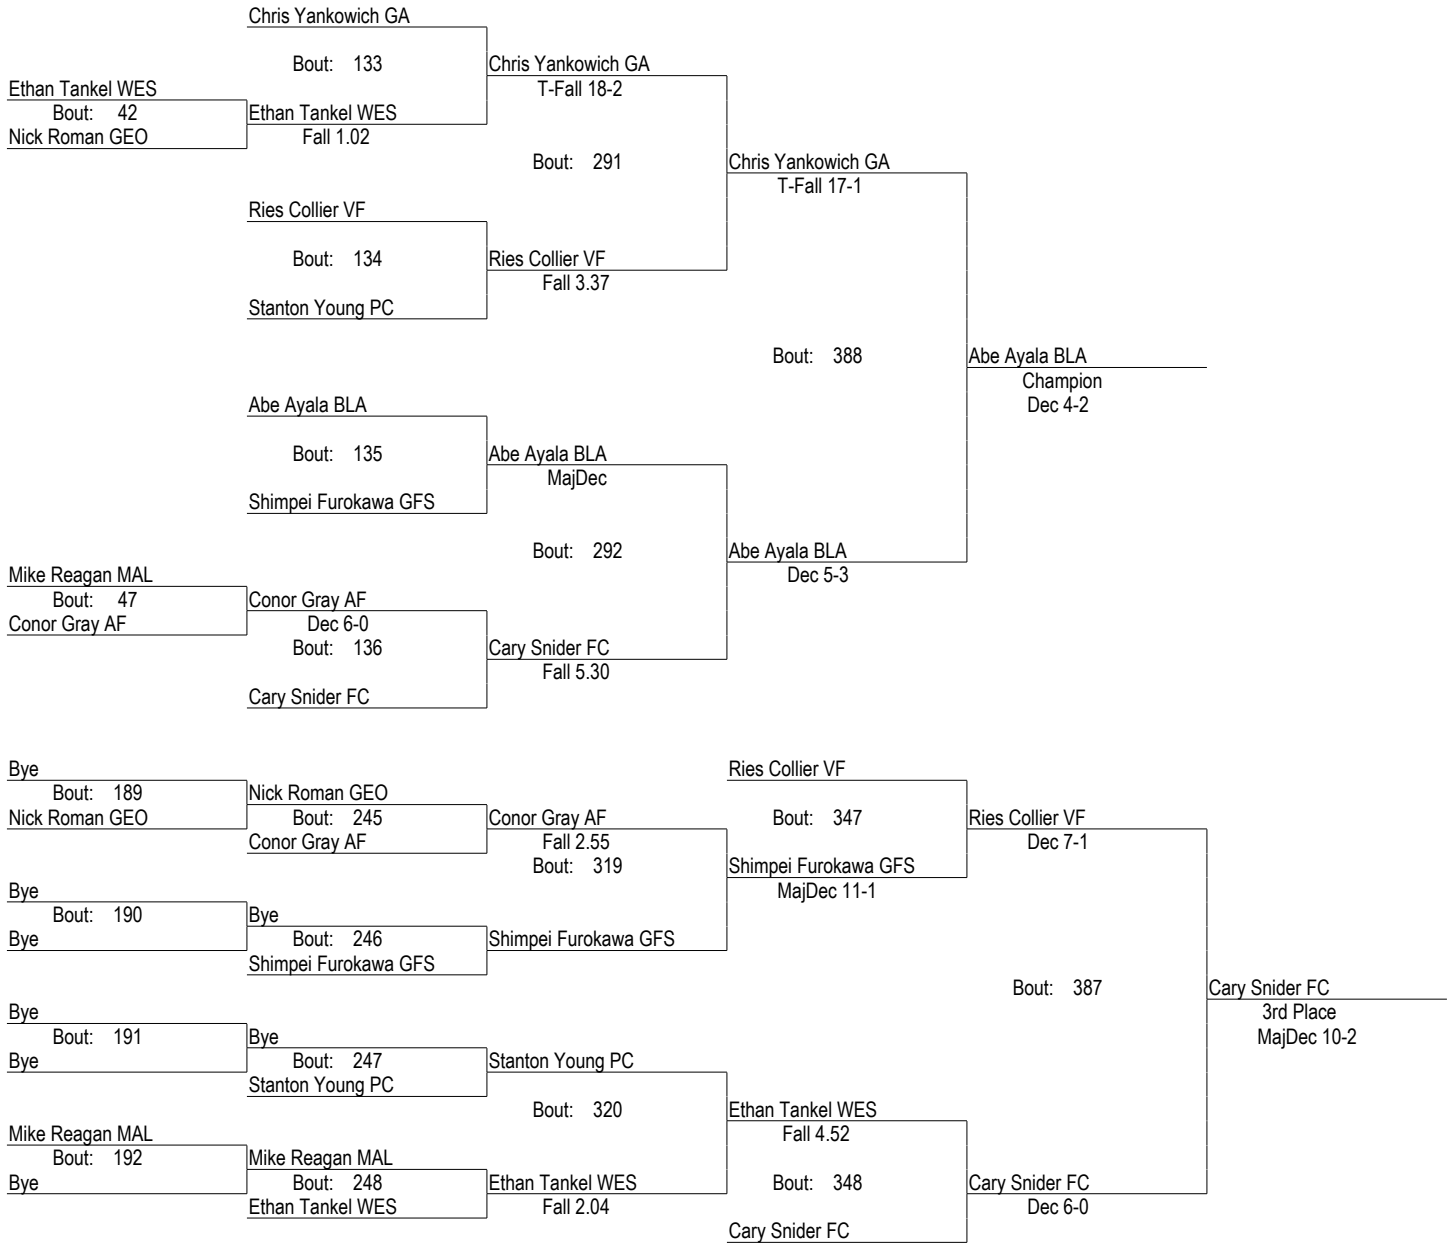 Chris Yankowich GA
Bout: 133
Chris Yankowich GA
T-Fall 18-2
Ethan Tankel WES
Bout: 42
Nick Roman GEO
Ethan Tankel WES
Fall 1.02
Bout: 291
Chris Yankowich GA
T-Fall 17-1
Ries Collier VF
Bout: 134
Ries Collier VF
Fall 3.37
Stanton Young PC
Bout: 388
Abe Ayala BLA
Champion
Dec 4-2
Abe Ayala BLA
Bout: 135
Abe Ayala BLA
MajDec
Shimpei Furokawa GFS
Bout: 292
Abe Ayala BLA
Dec 5-3
Mike Reagan MAL
Bout: 47
Conor Gray AF
Conor Gray AF
Dec 6-0
Bout: 136
Cary Snider FC
Fall 5.30
Cary Snider FC
Bye
Bout: 189
Nick Roman GEO
Nick Roman GEO
Bout: 245
Conor Gray AF
Conor Gray AF
Fall 2.55
Bout: 319
Ries Collier VF
Bout: 347
Shimpei Furokawa GFS
MajDec 11-1
Ries Collier VF
Dec 7-1
Bye
Bout: 190
Bye
Bye
Bout: 246
Shimpei Furokawa GFS
Shimpei Furokawa GFS
Bout: 387
Cary Snider FC
3rd Place
MajDec 10-2
Bye
Bout: 191
Bye
Bye
Bout: 247
Stanton Young PC
Stanton Young PC
Bout: 320
Ethan Tankel WES
Fall 4.52
Mike Reagan MAL
Bout: 192
Bye
Mike Reagan MAL
Bout: 248
Ethan Tankel WES
Ethan Tankel WES
Fall 2.04
Bout: 348
Cary Snider FC
Cary Snider FC
Dec 6-0